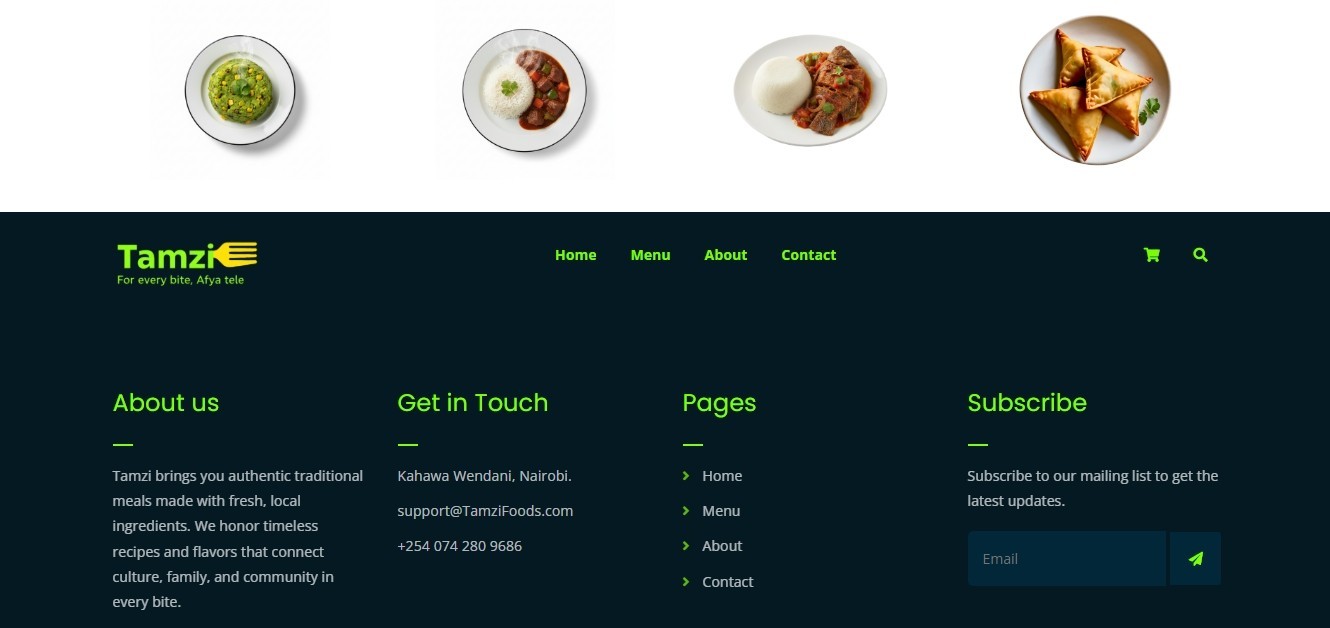 Tamzi
For every bite, Afya tele
Home Menu About Contact
About us
Tamzi brings you authentic traditional
meals made with fresh, local
ingredients. We honor timeless
recipes and flavors that connect
culture, family, and community in
every bite.
Get in Touch
Kahawa Wendani, Nairobi.
support@TamziFoods.com
+254 074 280 9686
Pages
Home
Menu
About
Contact
Subscribe
Subscribe to our mailing list to get the
latest updates.
Email